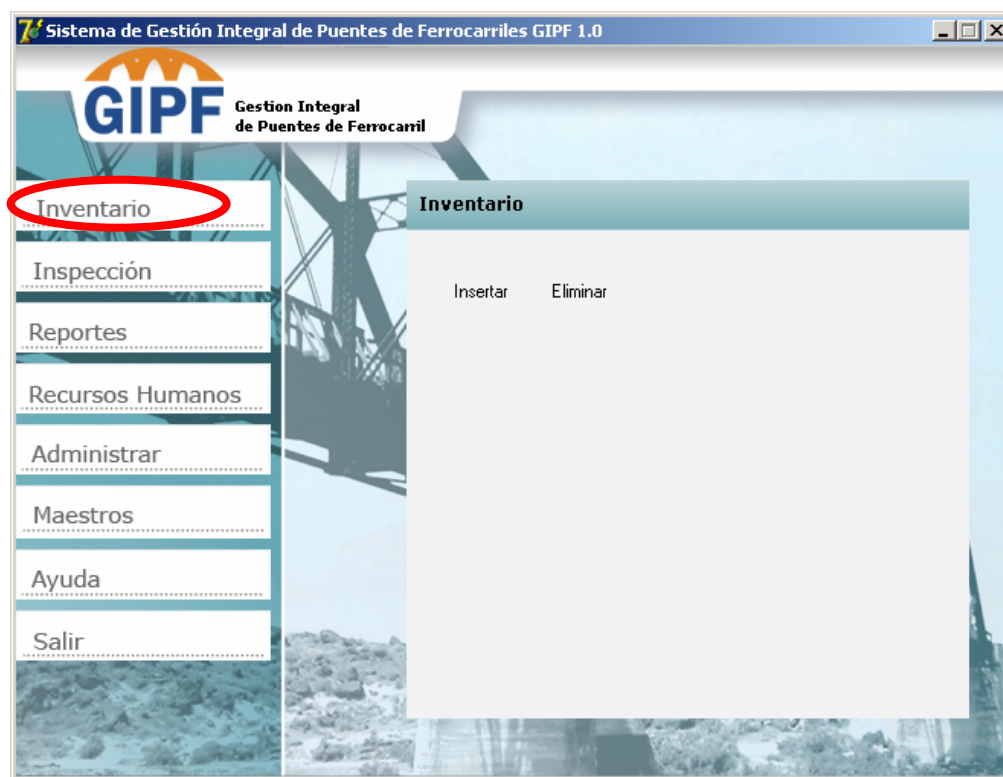 Sistema de Gestión Integral de Puentes de Ferrocarriles GIPF 1.0
GIPF
Gestion Integral
de Puentes de Ferrocarril
Inventario
Inspección
Reportes
Recursos Humanos
Administrar
Maestros
Ayuda
Salir
Inventario
Insertar Eliminar